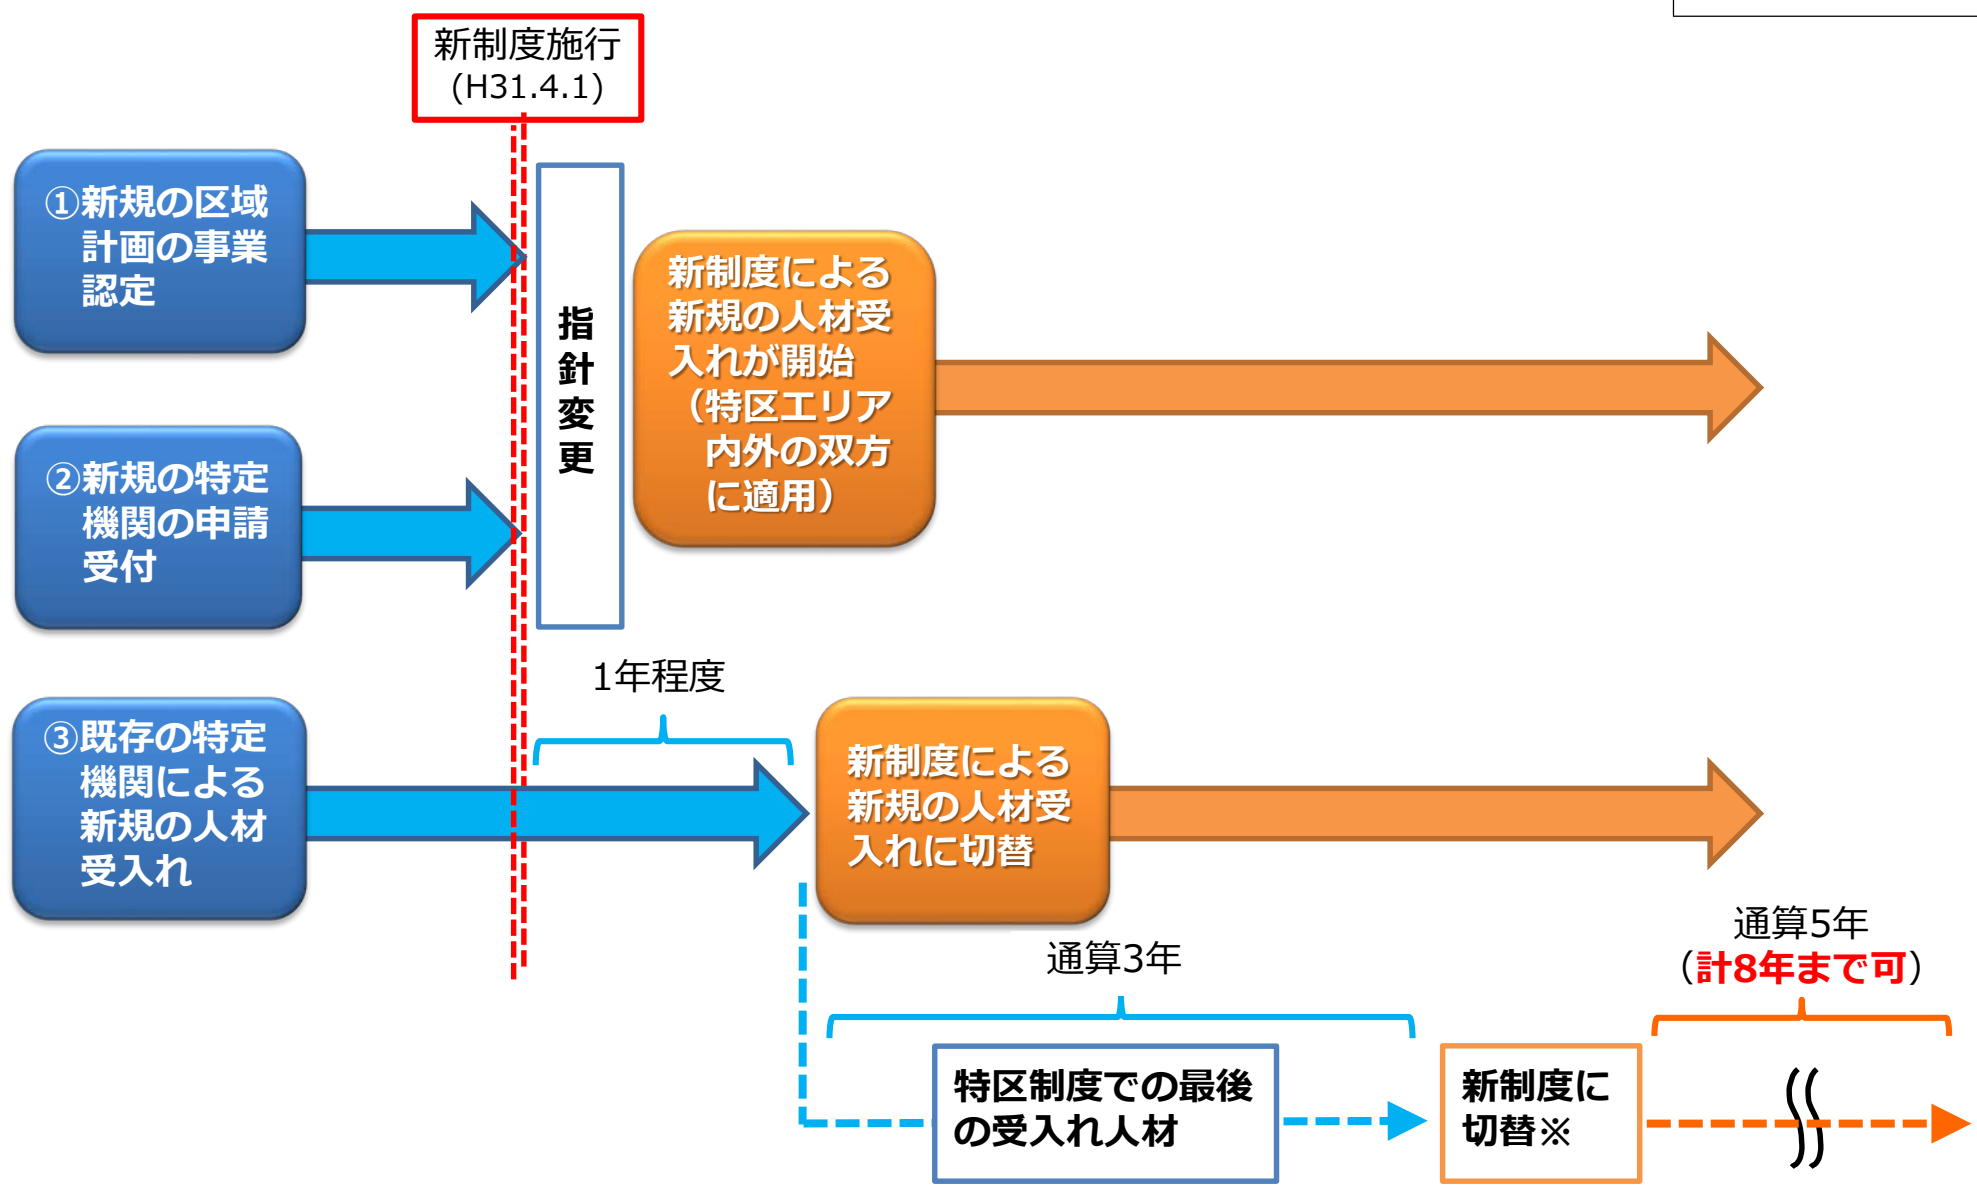 新制度施行
(H31.4.1)
①新規の区域
計画の事業
認定
②新規の特定
機関の申請
受付
指
針
変
更
新制度による
新規の人材受
入れが開始
（特区エリア
内外の双方
に適用）
1年程度
③既存の特定
機関による
新規の人材
受入れ
新制度による
新規の人材受
入れに切替
通算3年
通算5年
（計8年まで可）
特区制度での最後
の受入れ人材
新制度に
切替※